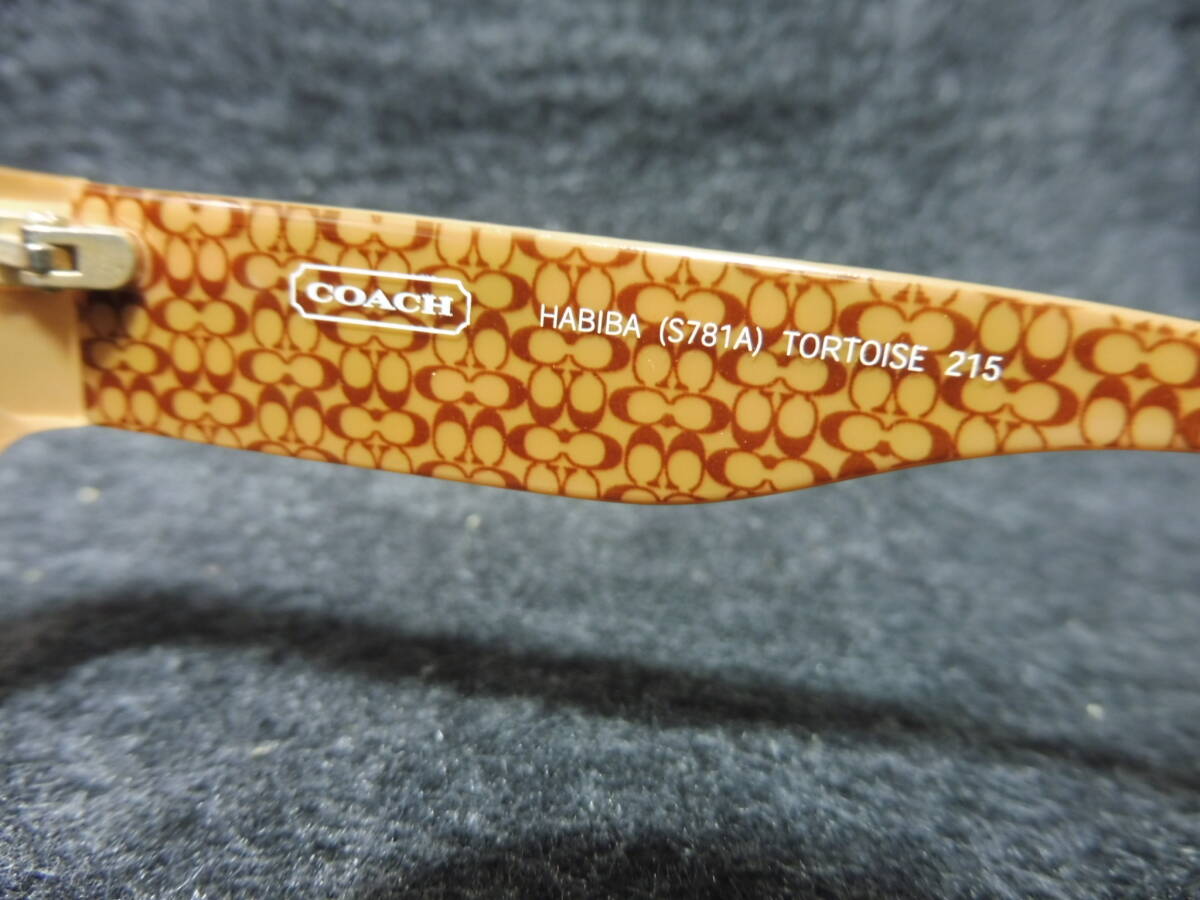 COACH
HABIBA (S781A) TORTOISE 215